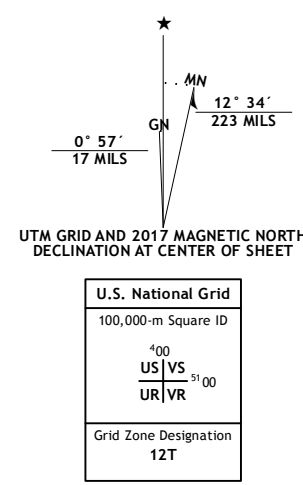 ★
MN
GN
12° 34´
223 MILS
0° 57´
17 MILS
UTM GRID AND 2017 MAGNETIC NORTH
DECLINATION AT CENTER OF SHEET
U.S. National Grid
100,000-m Square ID
⁴00
US VS
⁵¹00
UR VR
Grid Zone Designation
12T